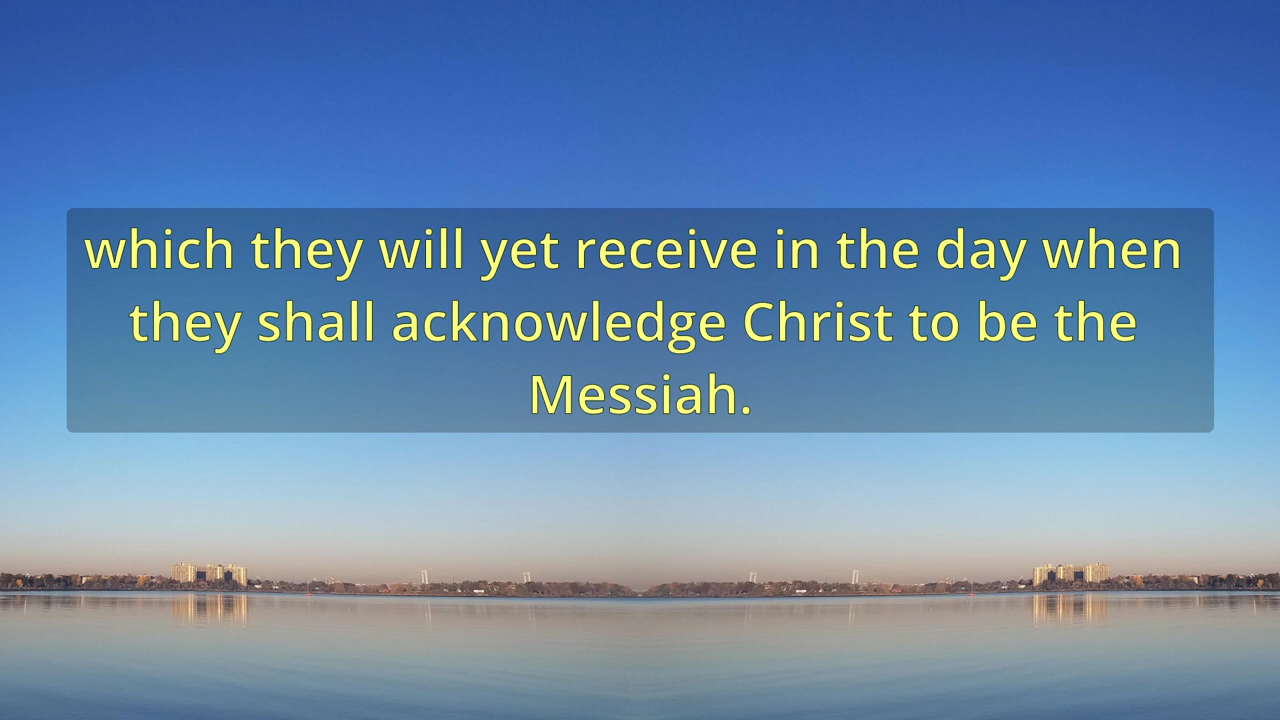 which they will yet receive in the day when
they shall acknowledge Christ to be the
Messiah.